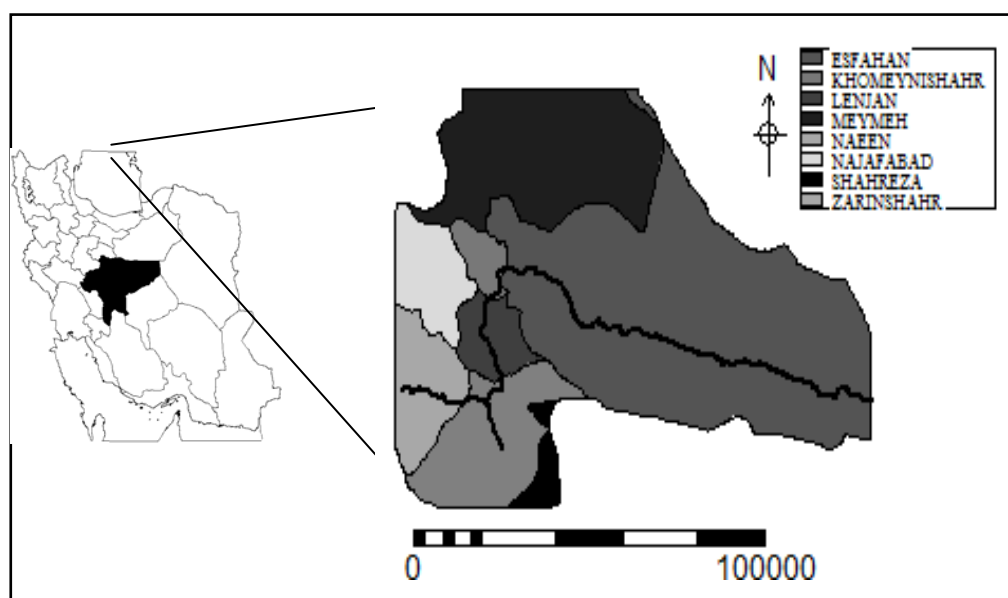 N
ESFAHAN
KHOMEYNISHAHR
LENJAN
MEYMEH
NAEEN
NAJAFABAD
SHAHREZA
ZARINSHAHR
0 100000